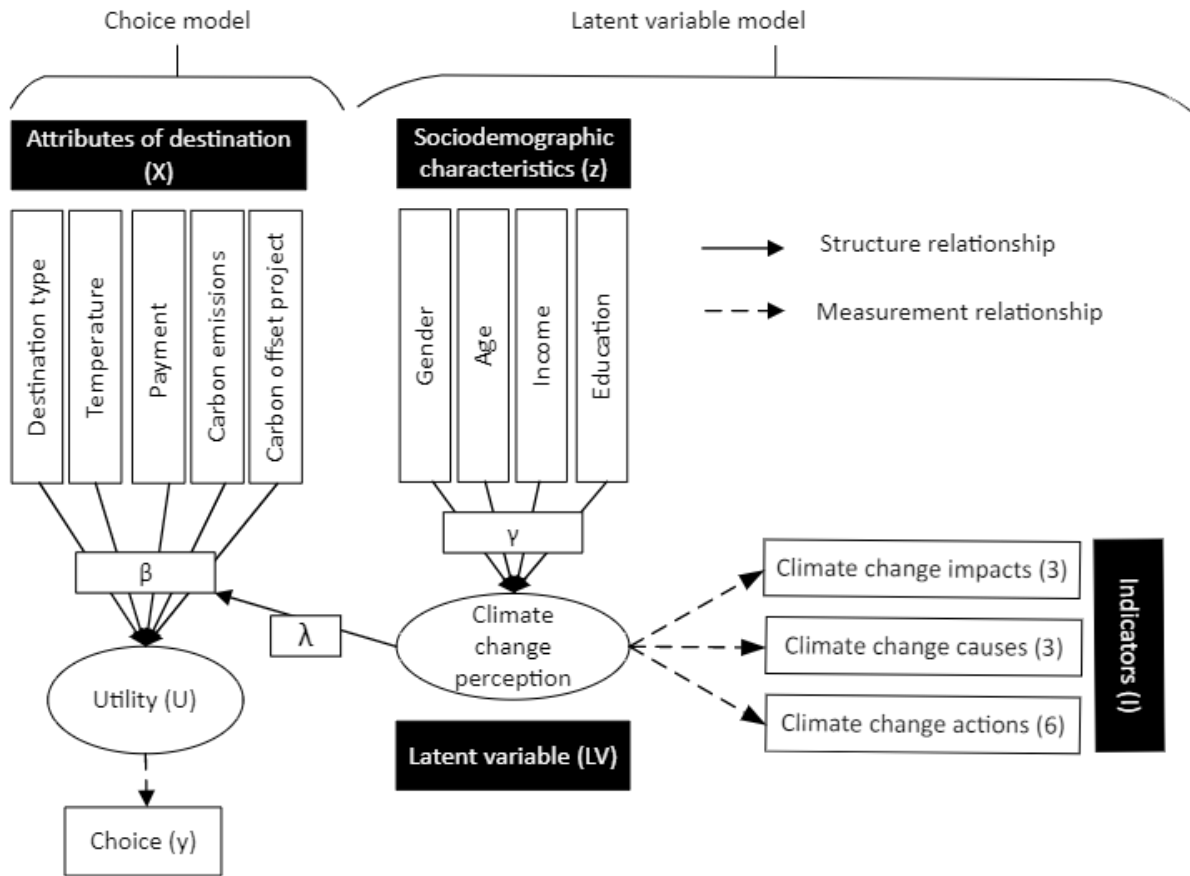 Choice model
Latent variable model
Attributes of destination
(X)
Sociodemographic
characteristics (z)
Destination type
Temperature
Payment
Carbon emissions
Carbon offset project
Gender
Age
Income
Education
Structure relationship
Measurement relationship
β
γ
λ
Climate
change
perception
Utility (U)
Choice (y)
Latent variable (LV)
Climate change impacts (3)
Climate change causes (3)
Climate change actions (6)
Indicators (I)